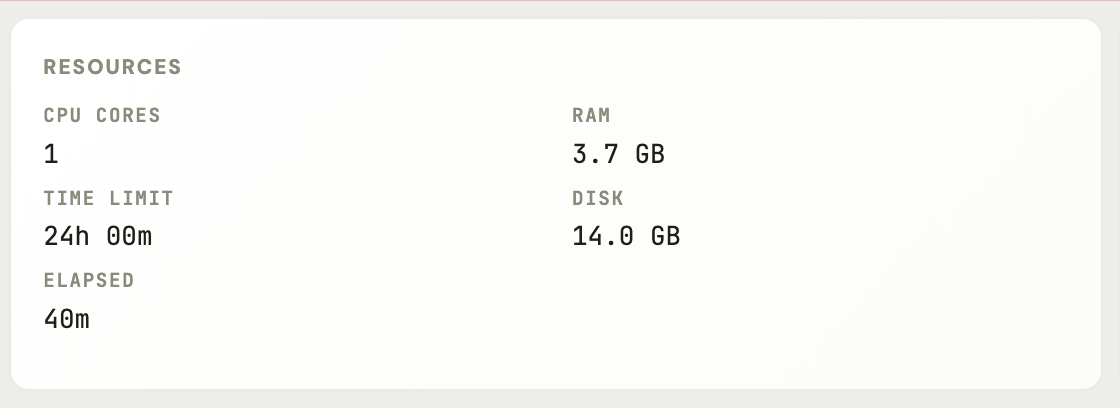 RESOURCES
CPU CORES
1
RAM
3.7 GB
TIME LIMIT
24h 00m
DISK
14.0 GB
ELAPSED
40m